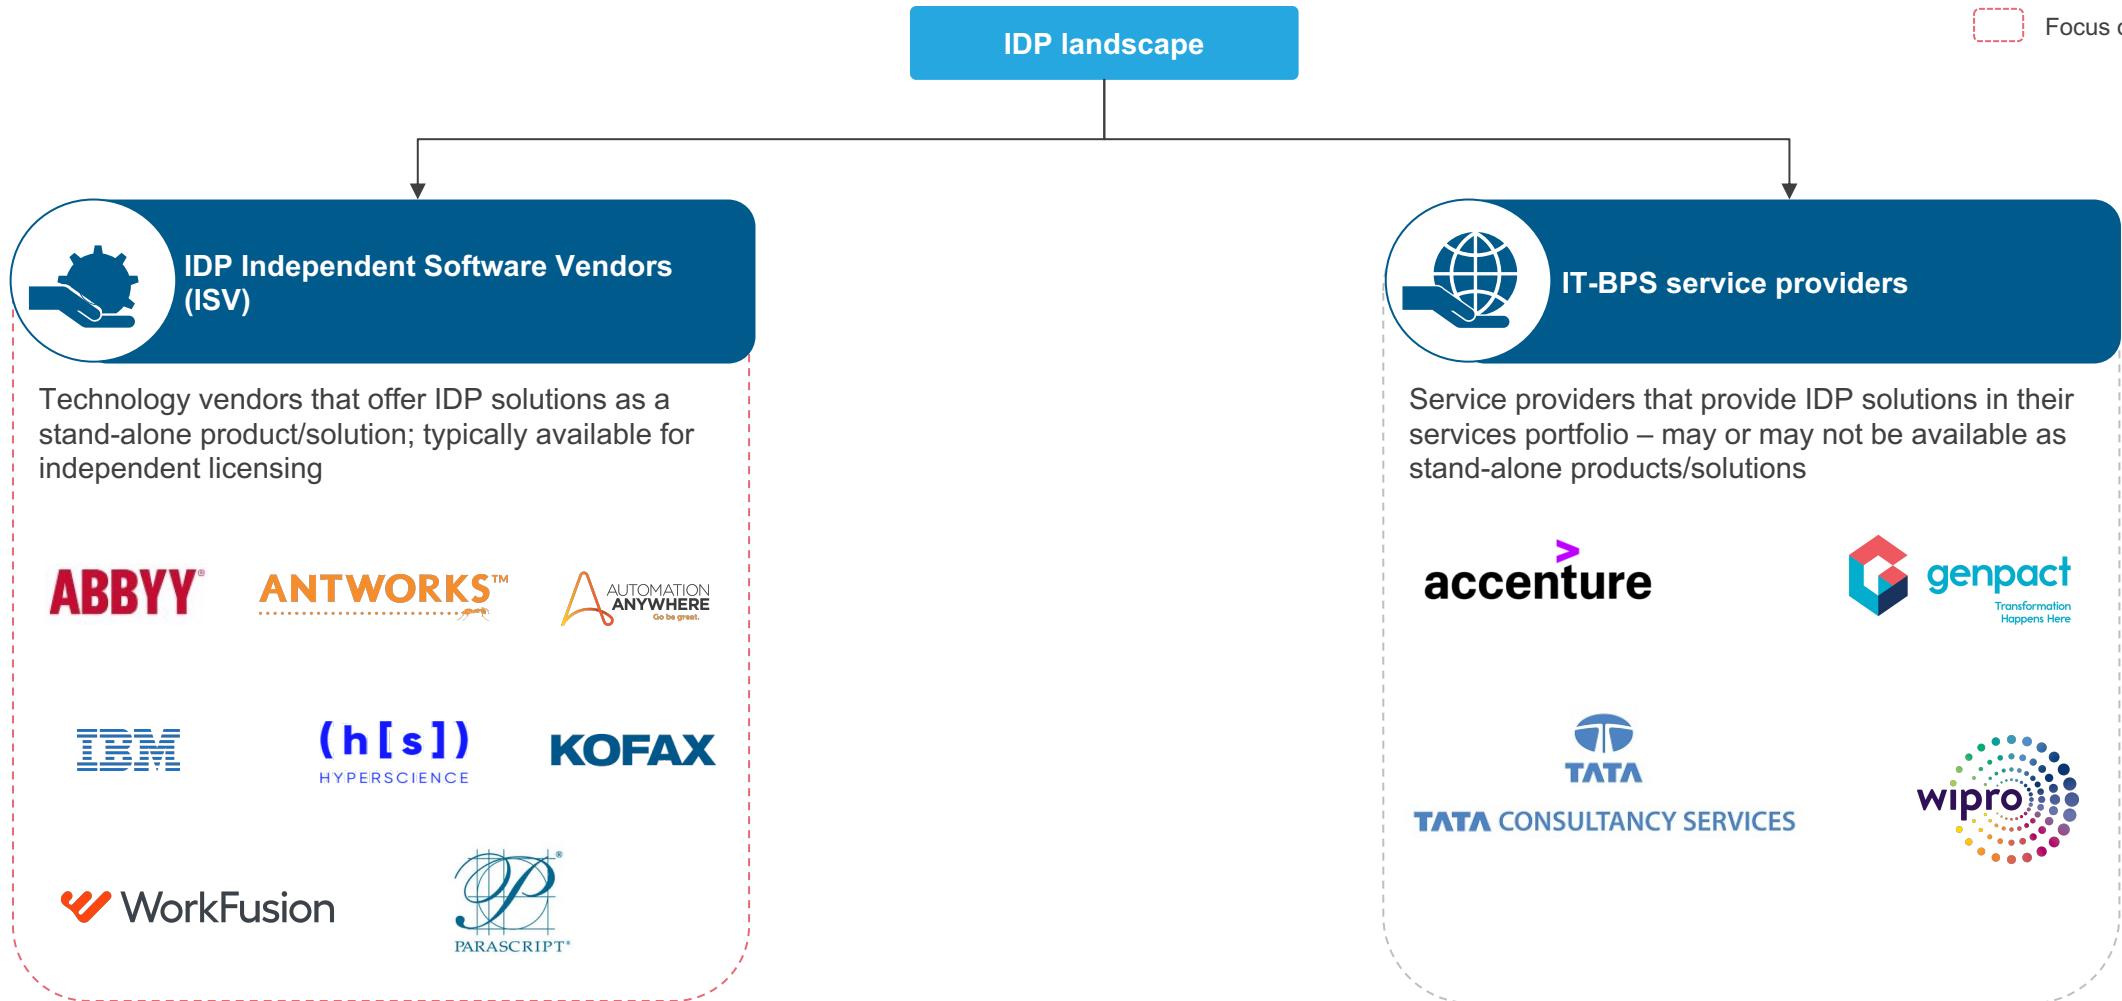 IDP landscape
Focus
IDP Independent Software Vendors
(ISV)
Technology vendors that offer IDP solutions as a
stand-alone product/solution; typically available for
independent licensing
ABBYY®
ANTWORKS™
AUTOMATION
ANYWHERE
Go be great.
IBM
(h[s])
HYPERSCIENCE
KOFAX
WorkFusion
P®
PARASCRIPT®
IT-BPS service providers
Service providers that provide IDP solutions in their
services portfolio – may or may not be available as
stand-alone products/solutions
>
accenture
genpact
Transformation
Happens Here
TATA
TATA CONSULTANCY SERVICES
wipro